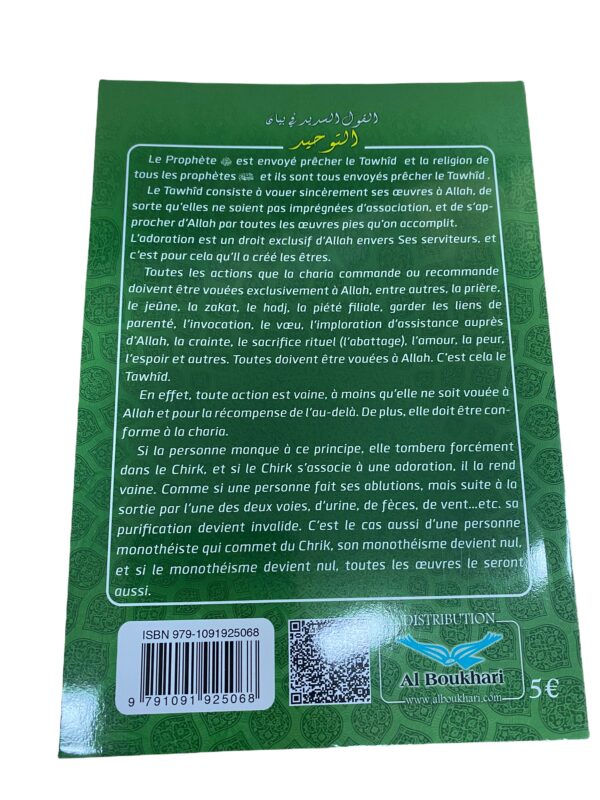 القول السديد في بيان
التوحيد
Le Prophète ﷺ est envoyé prêcher le Tawhîd et la religion de
tous les prophètes et ils sont tous envoyés prêcher le Tawhîd .
Le Tawhîd consiste à vouer sincèrement ses œuvres à Allah, de
sorte qu'elles ne soient pas imprégnées d'association, et de s'ap-
procher d'Allah par toutes les œuvres pies qu'on accomplit.
L'adoration est un droit exclusif d'Allah envers Ses serviteurs, et
c'est pour cela qu'Il a créé les êtres.
Toutes les actions que la charia commande ou recommande
doivent être vouées exclusivement à Allah, entre autres, la prière,
le jeûne, la zakat, le hadj, la piété filiale, garder les liens de
parenté, l'invocation, le vœu, l'imploration d'assistance auprès
d'Allah, la crainte, le sacrifice rituel (l'abattage), l'amour, la peur,
l'espoir et autres. Toutes doivent être vouées à Allah. C'est cela le
Tawhîd.
En effet, toute action est vaine, à moins qu'elle ne soit vouée à
Allah et pour la récompense de l'au-delà. De plus, elle doit être con-
forme à la charia.
Si la personne manque à ce principe, elle tombera forcément
dans le Chirk, et si le Chirk s'associe à une adoration, il la rend
vaine. Comme si une personne fait ses ablutions, mais suite à la
sortie par l'une des deux voies, d'urine, de fèces, de vent...etc. sa
purification devient invalide. C'est le cas aussi d'une personne
monothéiste qui commet du Chrik, son monothéisme devient nul,
et si le monothéisme devient nul, toutes les œuvres le seront
aussi.
ISBN 979-1091925068
9 791091 925068
DISTRIBUTION
Al Boukhari
www.alboukhari.com
5 €